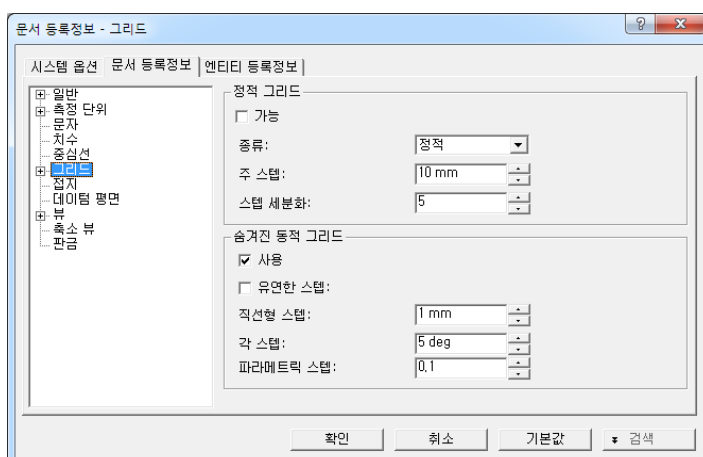 문서 등록정보 - 그리드
시스템 옵션 문서 등록정보 엔티티 등록정보
일반
측정 단위
문자
치수
중심선
그리드
접지
데이텀 평면
뷰
축소 뷰
판금
정적 그리드
가능
종류: 정적
주 스텝: 10 mm
스텝 세분화: 5
숨겨진 동적 그리드
사용
유연한 스텝:
직선형 스텝: 1 mm
각 스텝: 5 deg
파라메트릭 스텝: 0.1
확인 취소 기본값 검색